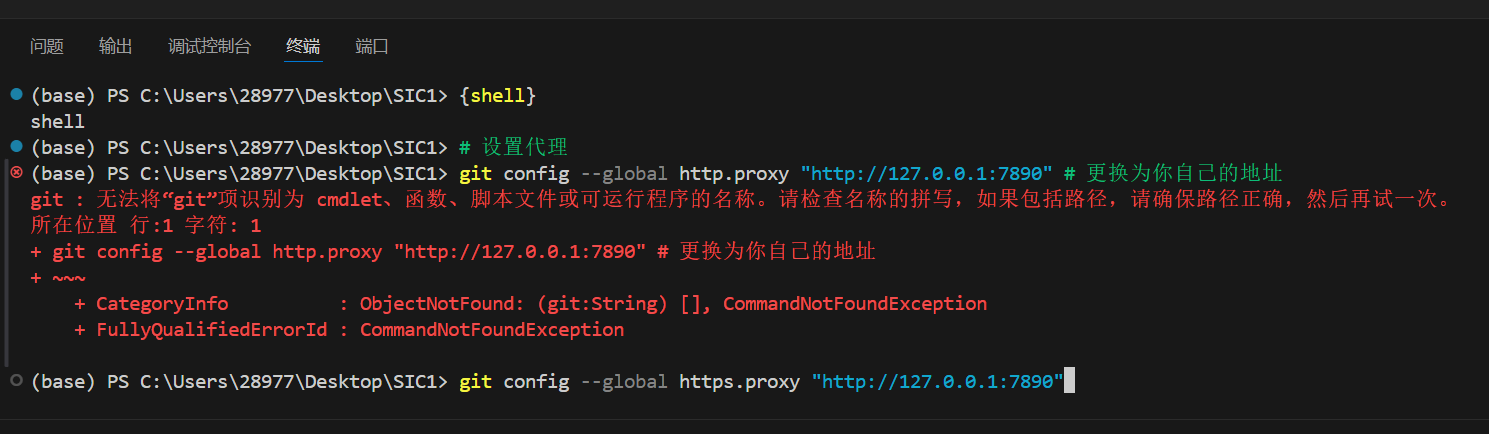 问题 输出 调试控制台 终端 端口
(base) PS C:\Users\28977\Desktop\SIC1> {shell}
shell
(base) PS C:\Users\28977\Desktop\SIC1> # 设置代理
(base) PS C:\Users\28977\Desktop\SIC1> git config --global http.proxy "http://127.0.0.1:7890" # 更换为你自己的地址
git : 无法将“git”项识别为 cmdlet、函数、脚本文件或可运行程序的名称。请检查名称的拼写，如果包括路径，请确保路径正确，然后再试一次。
所在位置 行:1 字符: 1
+ git config --global http.proxy "http://127.0.0.1:7890" # 更换为你自己的地址
+ ~~~
    + CategoryInfo          : ObjectNotFound: (git:String) [], CommandNotFoundException
    + FullyQualifiedErrorId : CommandNotFoundException
(base) PS C:\Users\28977\Desktop\SIC1> git config --global https.proxy "http://127.0.0.1:7890"